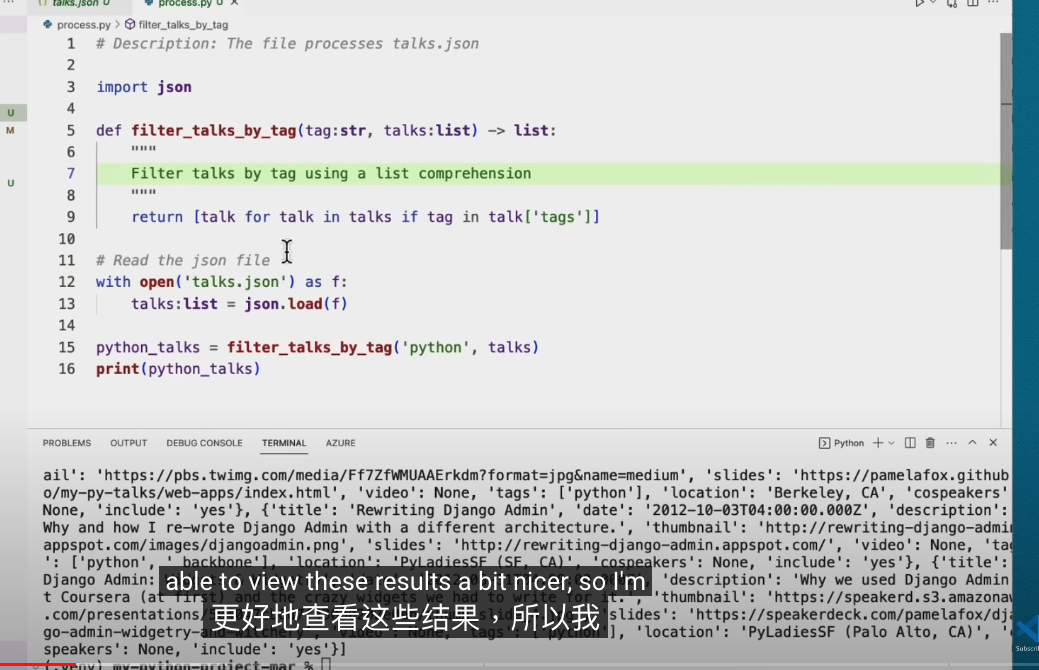 talks.json U
process.py U
process.py > filter_talks_by_tag
1 # Description: The file processes talks.json
2
3 import json
4
5 def filter_talks_by_tag(tag:str, talks:list) -> list:
6 """
7 Filter talks by tag using a list comprehension
8 """
9 return [talk for talk in talks if tag in talk['tags']]
10
11 # Read the json file
12 with open('talks.json') as f:
13 talks:list = json.load(f)
14
15 python_talks = filter_talks_by_tag('python', talks)
16 print(python_talks)
U
M
U
PROBLEMS OUTPUT DEBUG CONSOLE TERMINAL AZURE Python
ail': 'https://pbs.twimg.com/media/Ff7ZfWMUAAErkdm?format=jpg&name=medium', 'slides': 'https://pamelafox.github
o/my-py-talks/web-apps/index.html', 'video': None, 'tags': ['python'], 'location': 'Berkeley, CA', 'cospeakers'
None, 'include': 'yes'}, {'title': 'Rewriting Django Admin', 'date': '2012-10-03T04:00:00.000Z', 'description':
Why and how I re-wrote Django Admin with a different architecture.', 'thumbnail': 'http://rewriting-django-admi
appspot.com/images/djangoadmin.png', 'slides': 'http://rewriting-django-admin.appspot.com/', 'video': None, 'tag
': ['python', 'backbone'], 'location': 'PyLadiesSF (SF, CA)', 'cospeakers': None, 'include': 'yes'}, {'title':
Django Admin: 'description': 'Why we used Django Admin
t Coursera (at first) and the crazy widgets we had to write for it.', 'thumbnail': 'https://speakerd.s3.amazonaw
.com/presentations/ 'slides': 'https://speakerdeck.com/pamelafox/dj
go-admin-widgetry-and-witchery', 'tags': ['python'], 'location': 'PyLadiesSF (Palo Alto, CA)', '
speakers': None, 'include': 'yes'}]
(.venv) my-python-project-mar %
able to view these results a bit nicer, so I'm
更好地查看这些结果，所以我
Subscri